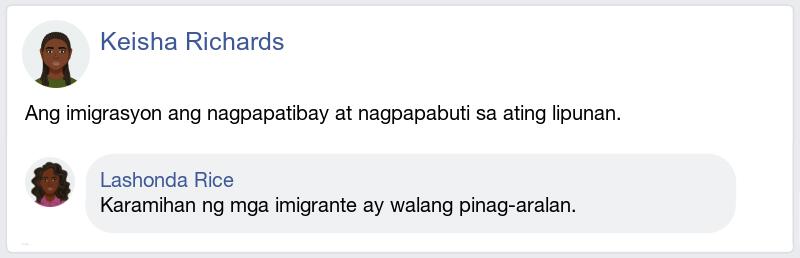 Keisha Richards
Ang imigrasyon ang nagpapatibay at nagpapabuti sa ating lipunan.
Lashonda Rice
Karamihan ng mga imigrante ay walang pinag-aralan.